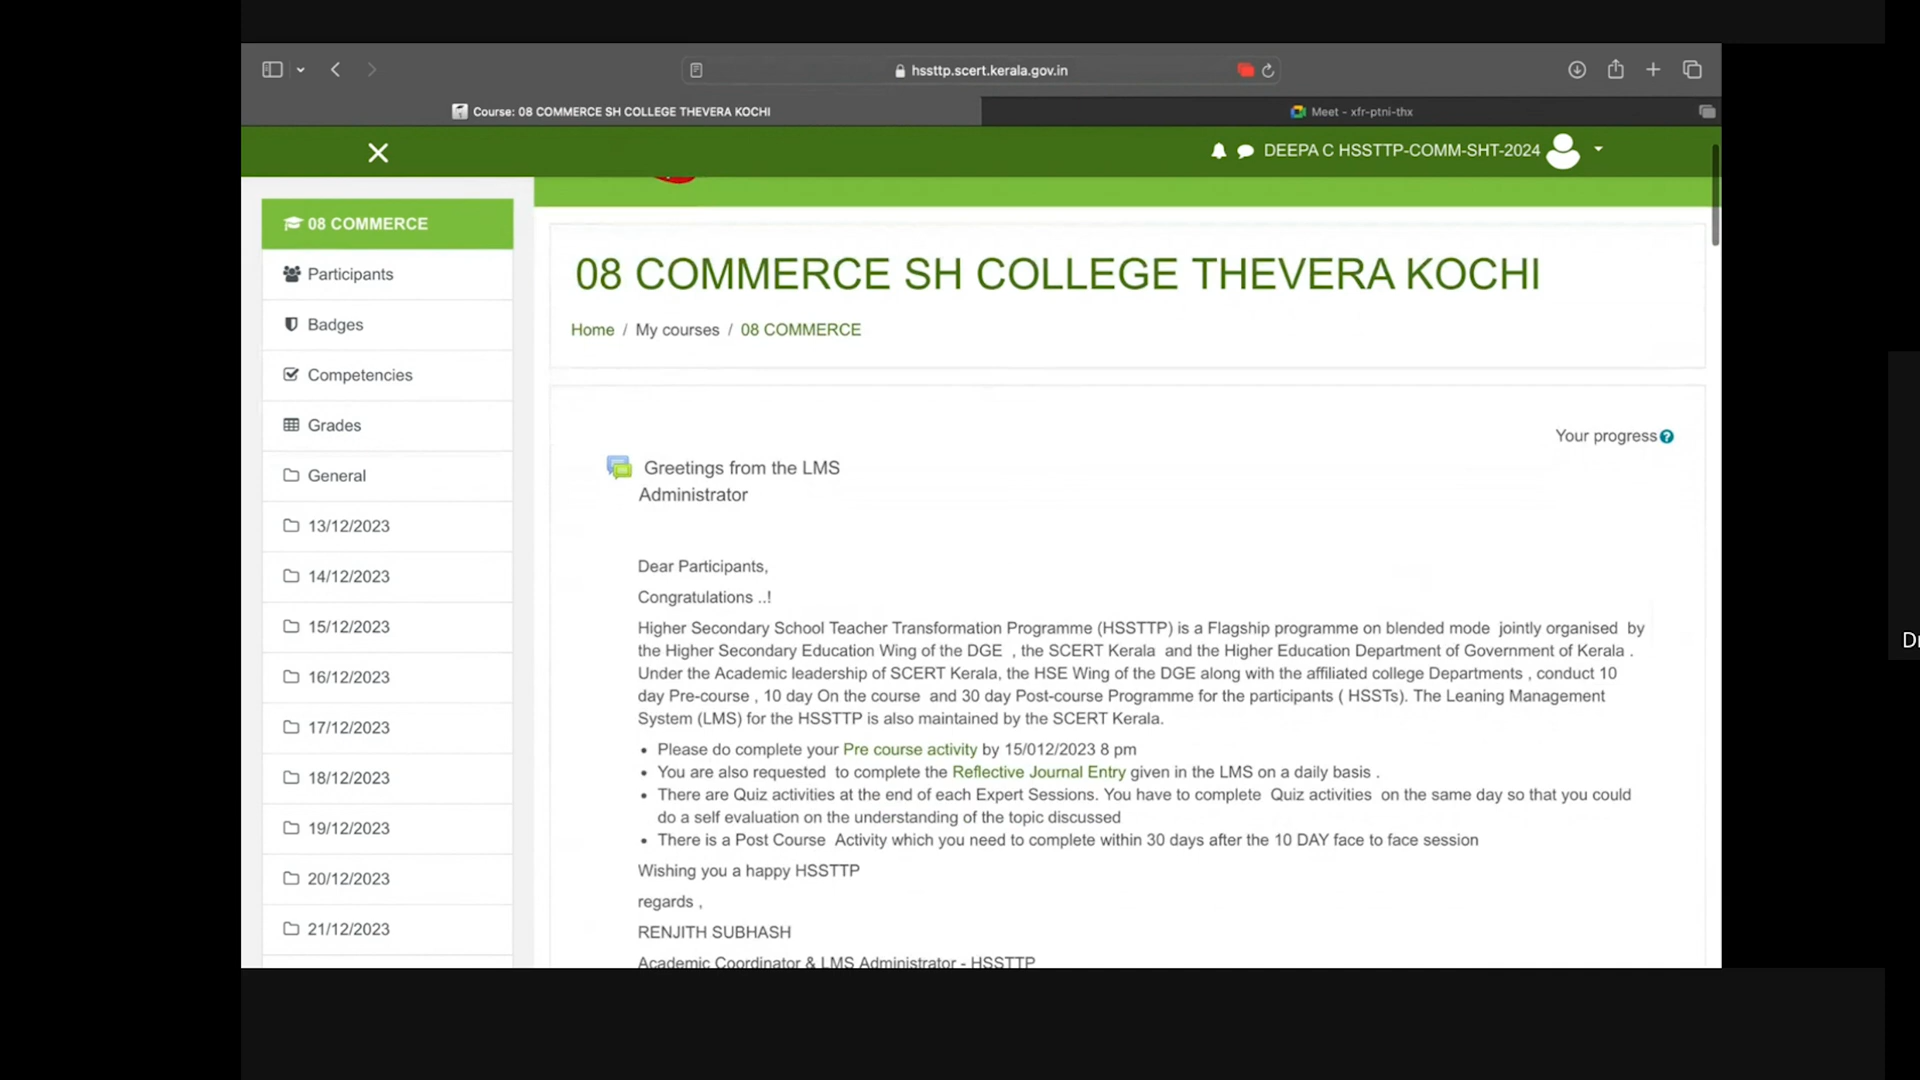 hssttp.scert.kerala.gov.in
Course: 08 COMMERCE SH COLLEGE THEVERA KOCHI
Meet - xfr-ptni-thx
DEEPA C HSSTTP-COMM-SHT-2024
08 COMMERCE
Participants
Badges
Competencies
Grades
General
13/12/2023
14/12/2023
15/12/2023
16/12/2023
17/12/2023
18/12/2023
19/12/2023
20/12/2023
21/12/2023
08 COMMERCE SH COLLEGE THEVERA KOCHI
Home / My courses / 08 COMMERCE
Your progress
Greetings from the LMS
Administrator
Dear Participants,
Congratulations ..!
Higher Secondary School Teacher Transformation Programme (HSSTTP) is a Flagship programme on blended mode jointly organised by
the Higher Secondary Education Wing of the DGE , the SCERT Kerala and the Higher Education Department of Government of Kerala .
Under the Academic leadership of SCERT Kerala, the HSE Wing of the DGE along with the affiliated college Departments , conduct 10
day Pre-course , 10 day On the course and 30 day Post-course Programme for the participants ( HSSTs). The Leaning Management
System (LMS) for the HSSTTP is also maintained by the SCERT Kerala.
• Please do complete your Pre course activity by 15/012/2023 8 pm
• You are also requested to complete the Reflective Journal Entry given in the LMS on a daily basis .
• There are Quiz activities at the end of each Expert Sessions. You have to complete Quiz activities on the same day so that you could
do a self evaluation on the understanding of the topic discussed
• There is a Post Course Activity which you need to complete within 30 days after the 10 DAY face to face session
Wishing you a happy HSSTTP
regards ,
RENJITH SUBHASH
Academic Coordinator & LMS Administrator - HSSTTP